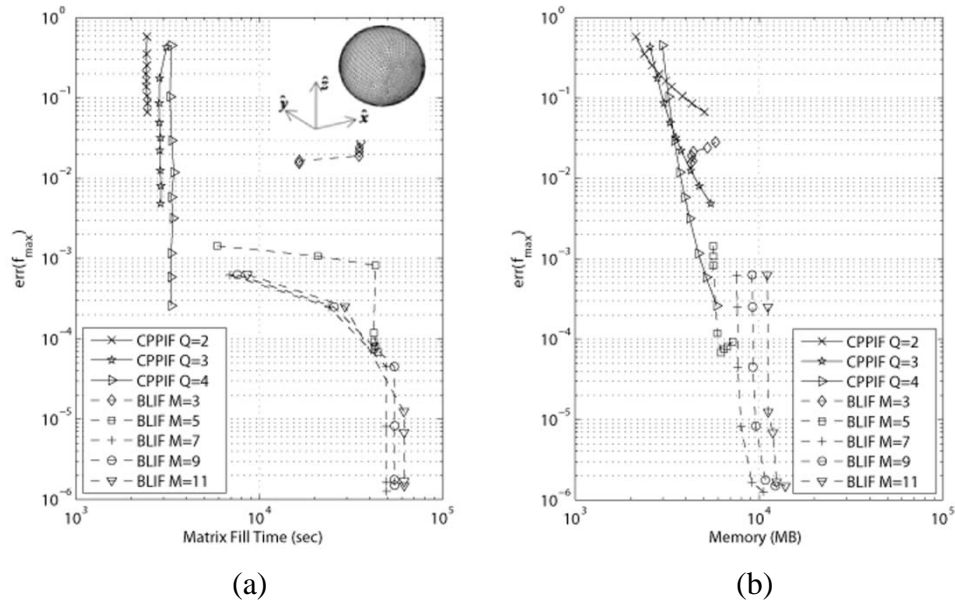 10^0
10^-1
10^-2
10^-3
10^-4
10^-5
10^-6
err(f_max)
ẑ
ŷ
x̂
CPPIF Q=2
CPPIF Q=3
CPPIF Q=4
BLIF M=3
BLIF M=5
BLIF M=7
BLIF M=9
BLIF M=11
10^3
10^4
10^5
Matrix Fill Time (sec)
(a)
10^0
10^-1
10^-2
10^-3
10^-4
10^-5
10^-6
err(f_max)
CPPIF Q=2
CPPIF Q=3
CPPIF Q=4
BLIF M=3
BLIF M=5
BLIF M=7
BLIF M=9
BLIF M=11
10^3
10^4
10^5
Memory (MB)
(b)